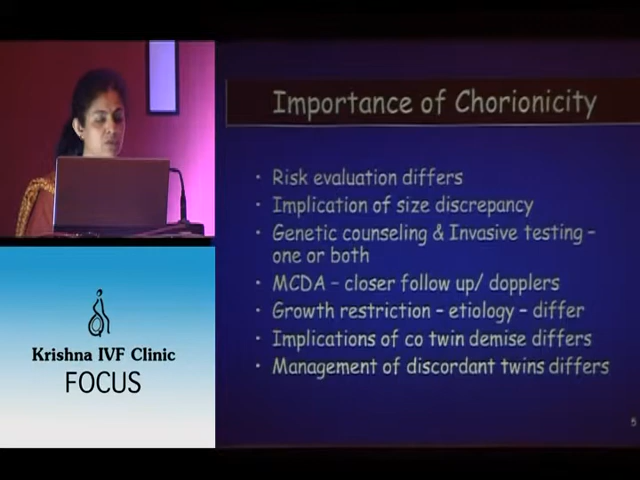 Importance of Chorionicity
• Risk evaluation differs
• Implication of size discrepancy
• Genetic counseling & Invasive testing –
one or both
• MCDA – closer follow up/ dopplers
• Growth restriction – etiology – differ
• Implications of co twin demise differs
• Management of discordant twins differs
5
Krishna IVF Clinic
FOCUS